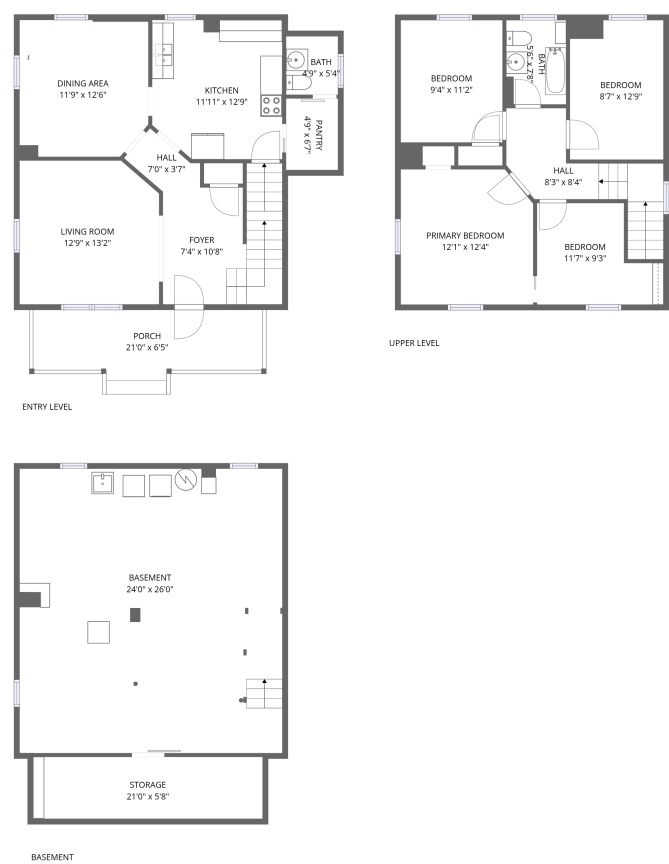 DINING AREA
11'9" x 12'6"
KITCHEN
11'11" x 12'9"
BATH
4'9" x 5'4"
PANTRY
4'9" x 6'7"
HALL
7'0" x 3'7"
LIVING ROOM
12'9" x 13'2"
FOYER
7'4" x 10'8"
PORCH
21'0" x 6'5"
ENTRY LEVEL
BEDROOM
9'4" x 11'2"
BATH
5'6" x 7'8"
BEDROOM
8'7" x 12'9"
HALL
8'3" x 8'4"
PRIMARY BEDROOM
12'1" x 12'4"
BEDROOM
11'7" x 9'3"
UPPER LEVEL
BASEMENT
24'0" x 26'0"
STORAGE
21'0" x 5'8"
BASEMENT